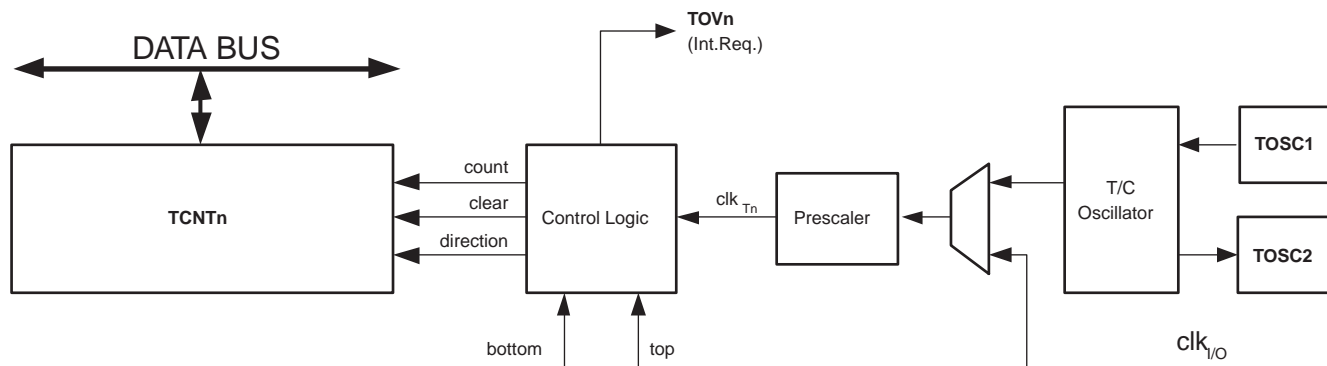 TOVn
(Int.Req.)
DATA BUS
TOSC1
count
T/C
Oscillator
clk Tn
TCNTn
clear
Control Logic
Prescaler
direction
TOSC2
bottom
top
clkI/O